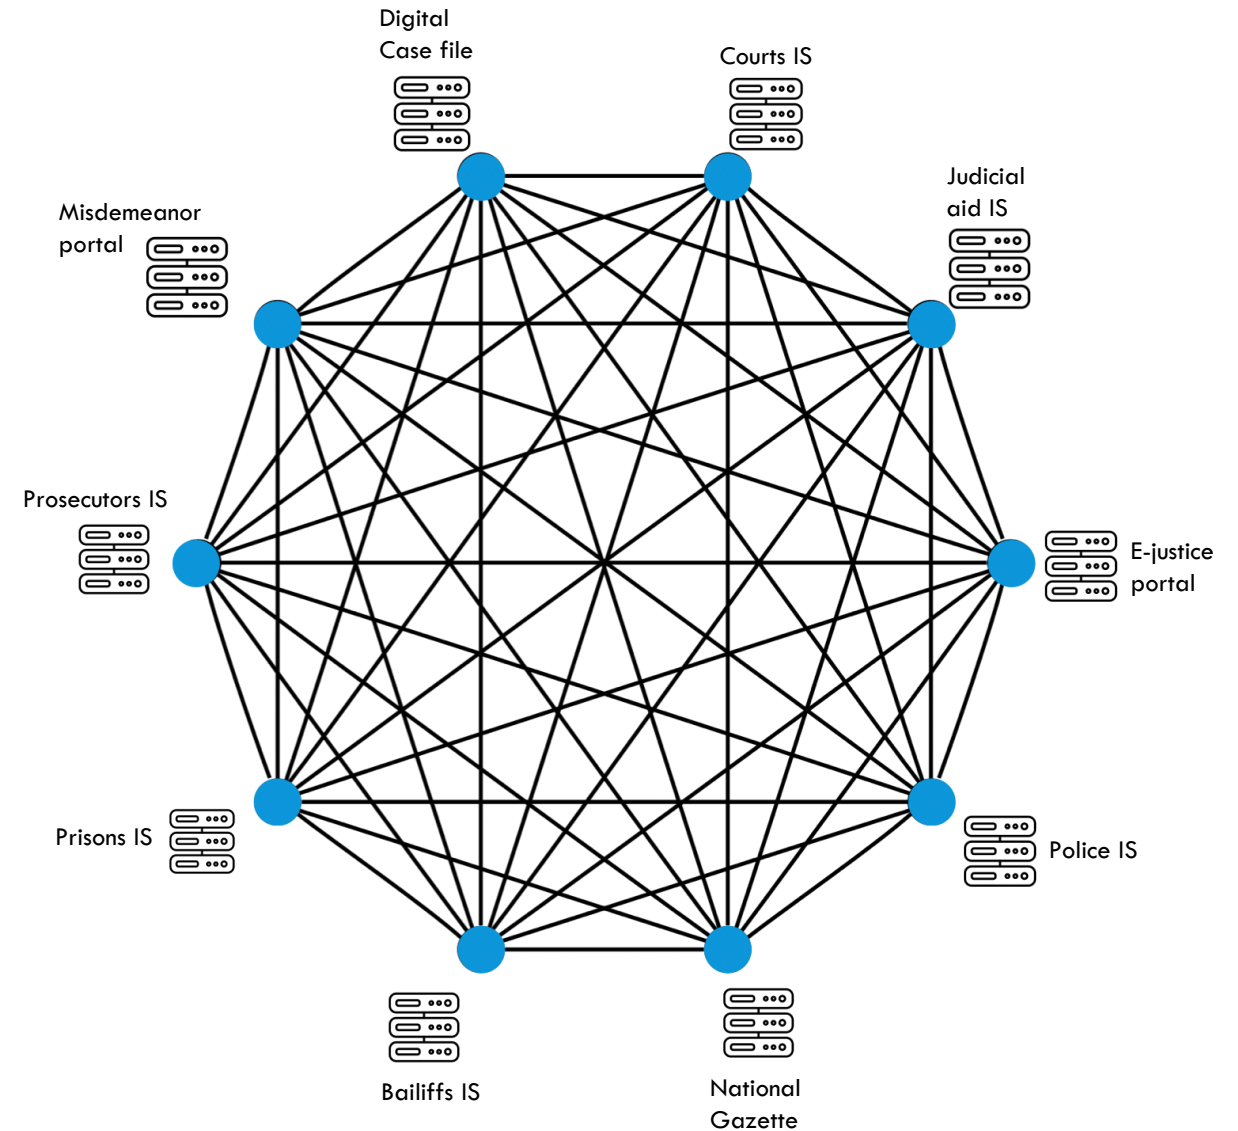 Digital
Case file
Courts IS
Judicial
aid IS
Misdemeanor
portal
Prosecutors IS
E-justice
portal
Prisons IS
Police IS
Bailiffs IS
National
Gazette